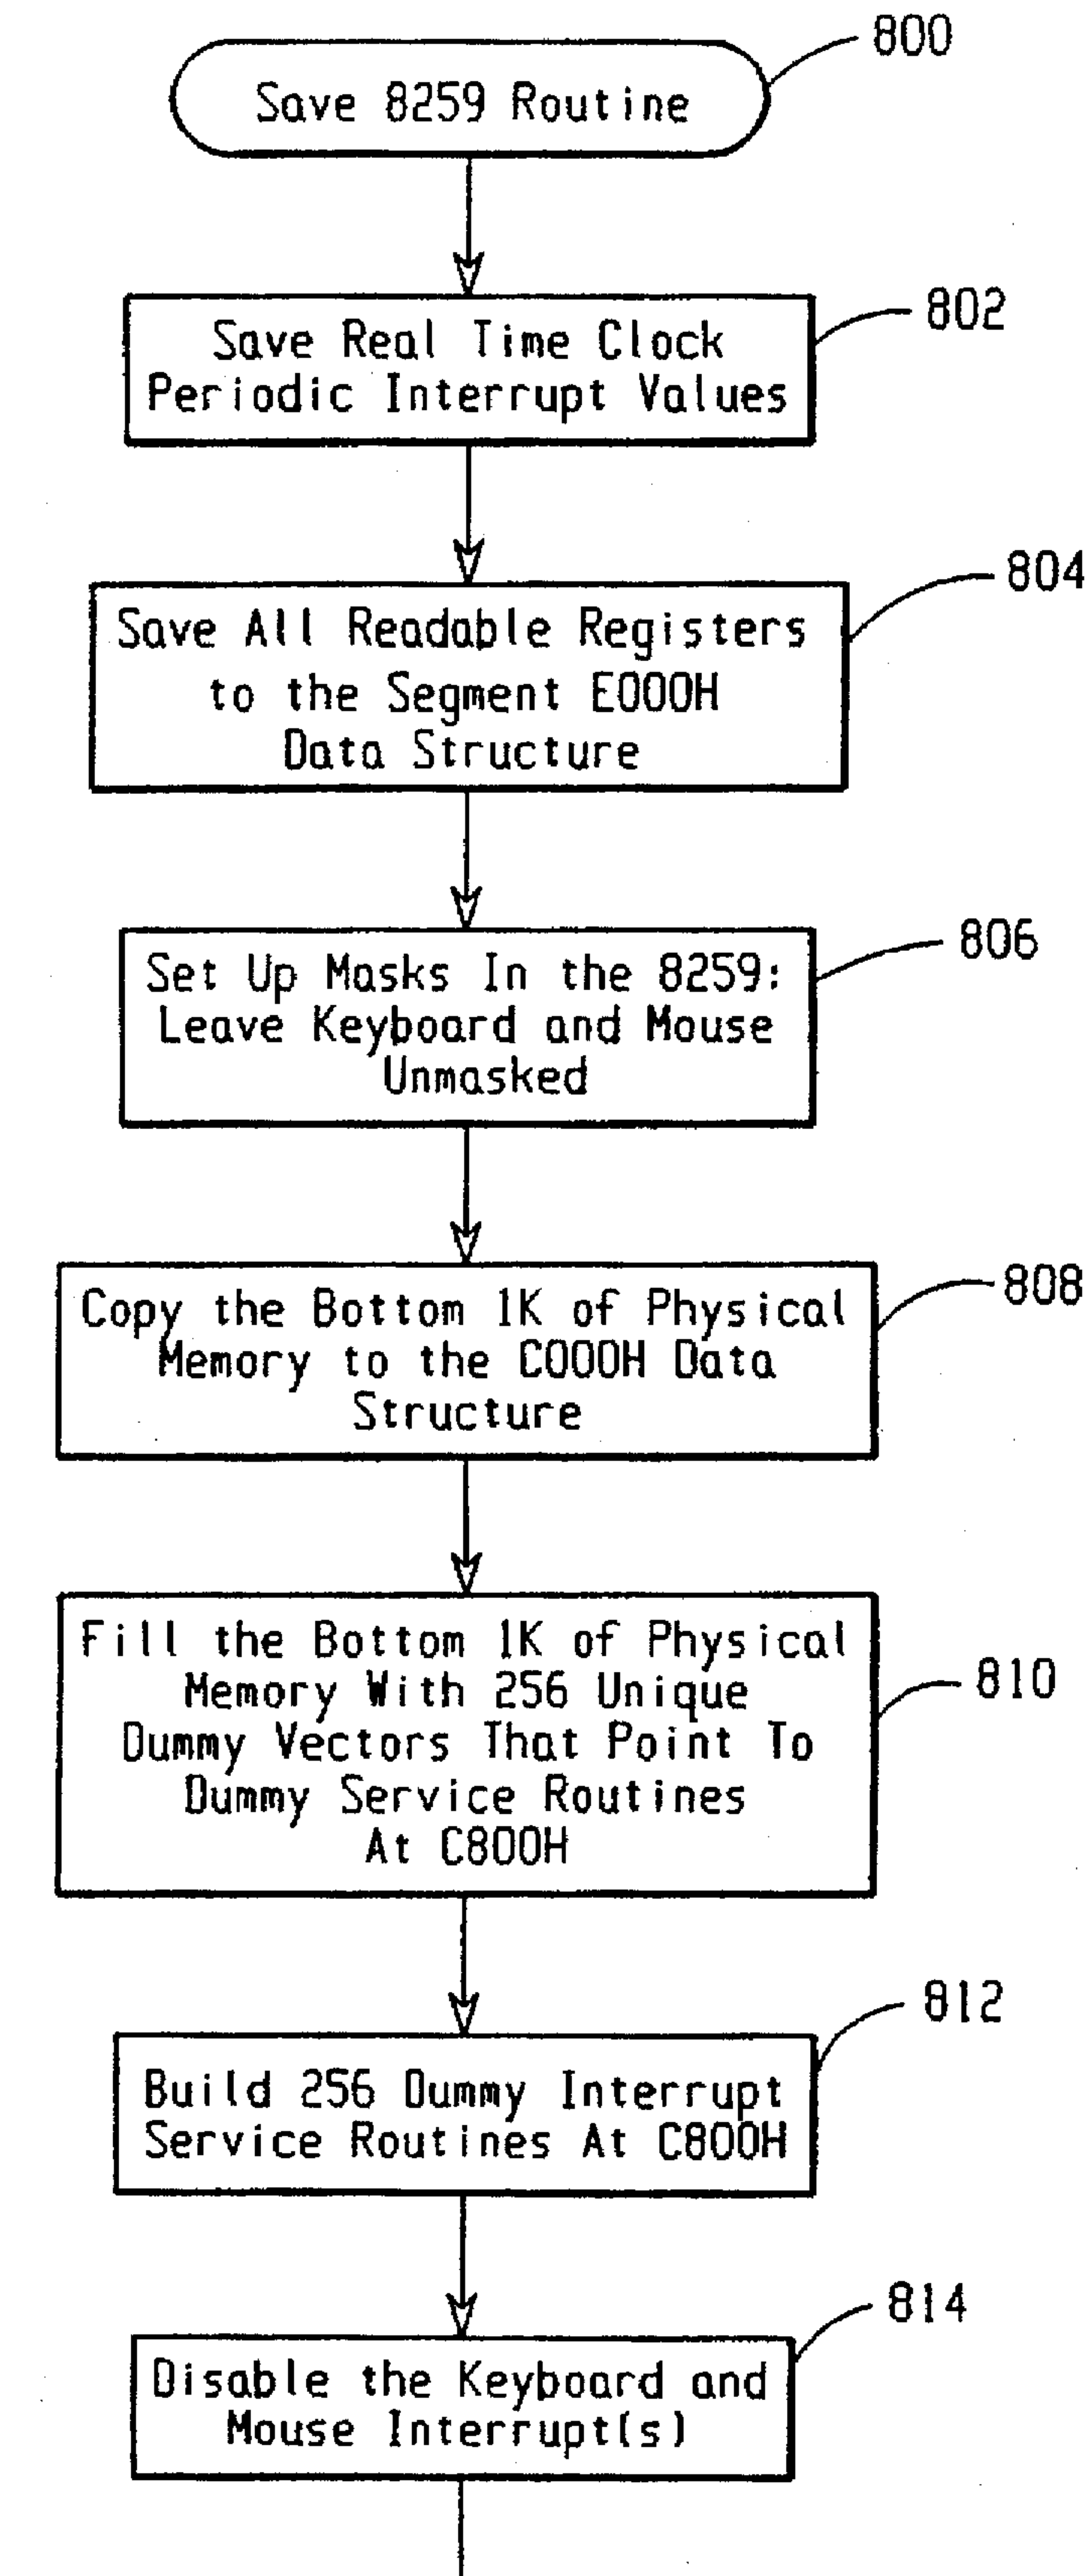 800
Save 8259 Routine
802
Save Real Time Clock
Periodic Interrupt Values
804
Save All Readable Registers
to the Segment E000H
Data Structure
806
Set Up Masks In the 8259:
Leave Keyboard and Mouse
Unmasked
808
Copy the Bottom 1K of Physical
Memory to the C000H Data
Structure
Fill the Bottom 1K of Physical
810
Memory With 256 Unique
Dummy Vectors That Point To
Dummy Service Routines
At C800H
812
Build 256 Dummy Interrupt
Service Routines At C800H
814
Disable the Keyboard and
Mouse Interrupt(s)